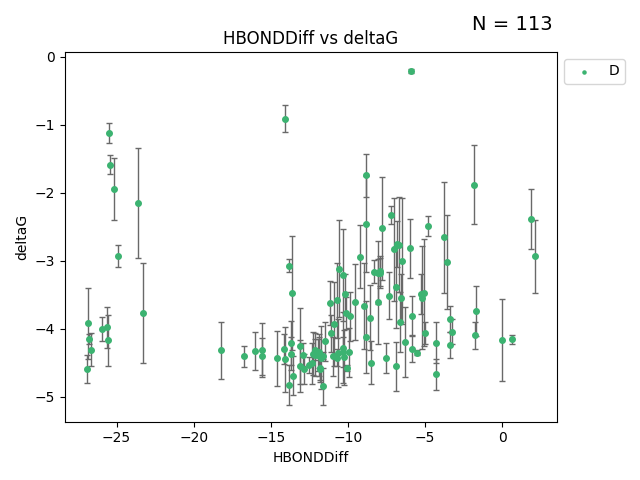 N = 113
HBONDDiff vs deltaG
D
deltaG
0
−1
−2
−3
−4
−5
−25 −20 −15 −10 −5 0
HBONDDiff